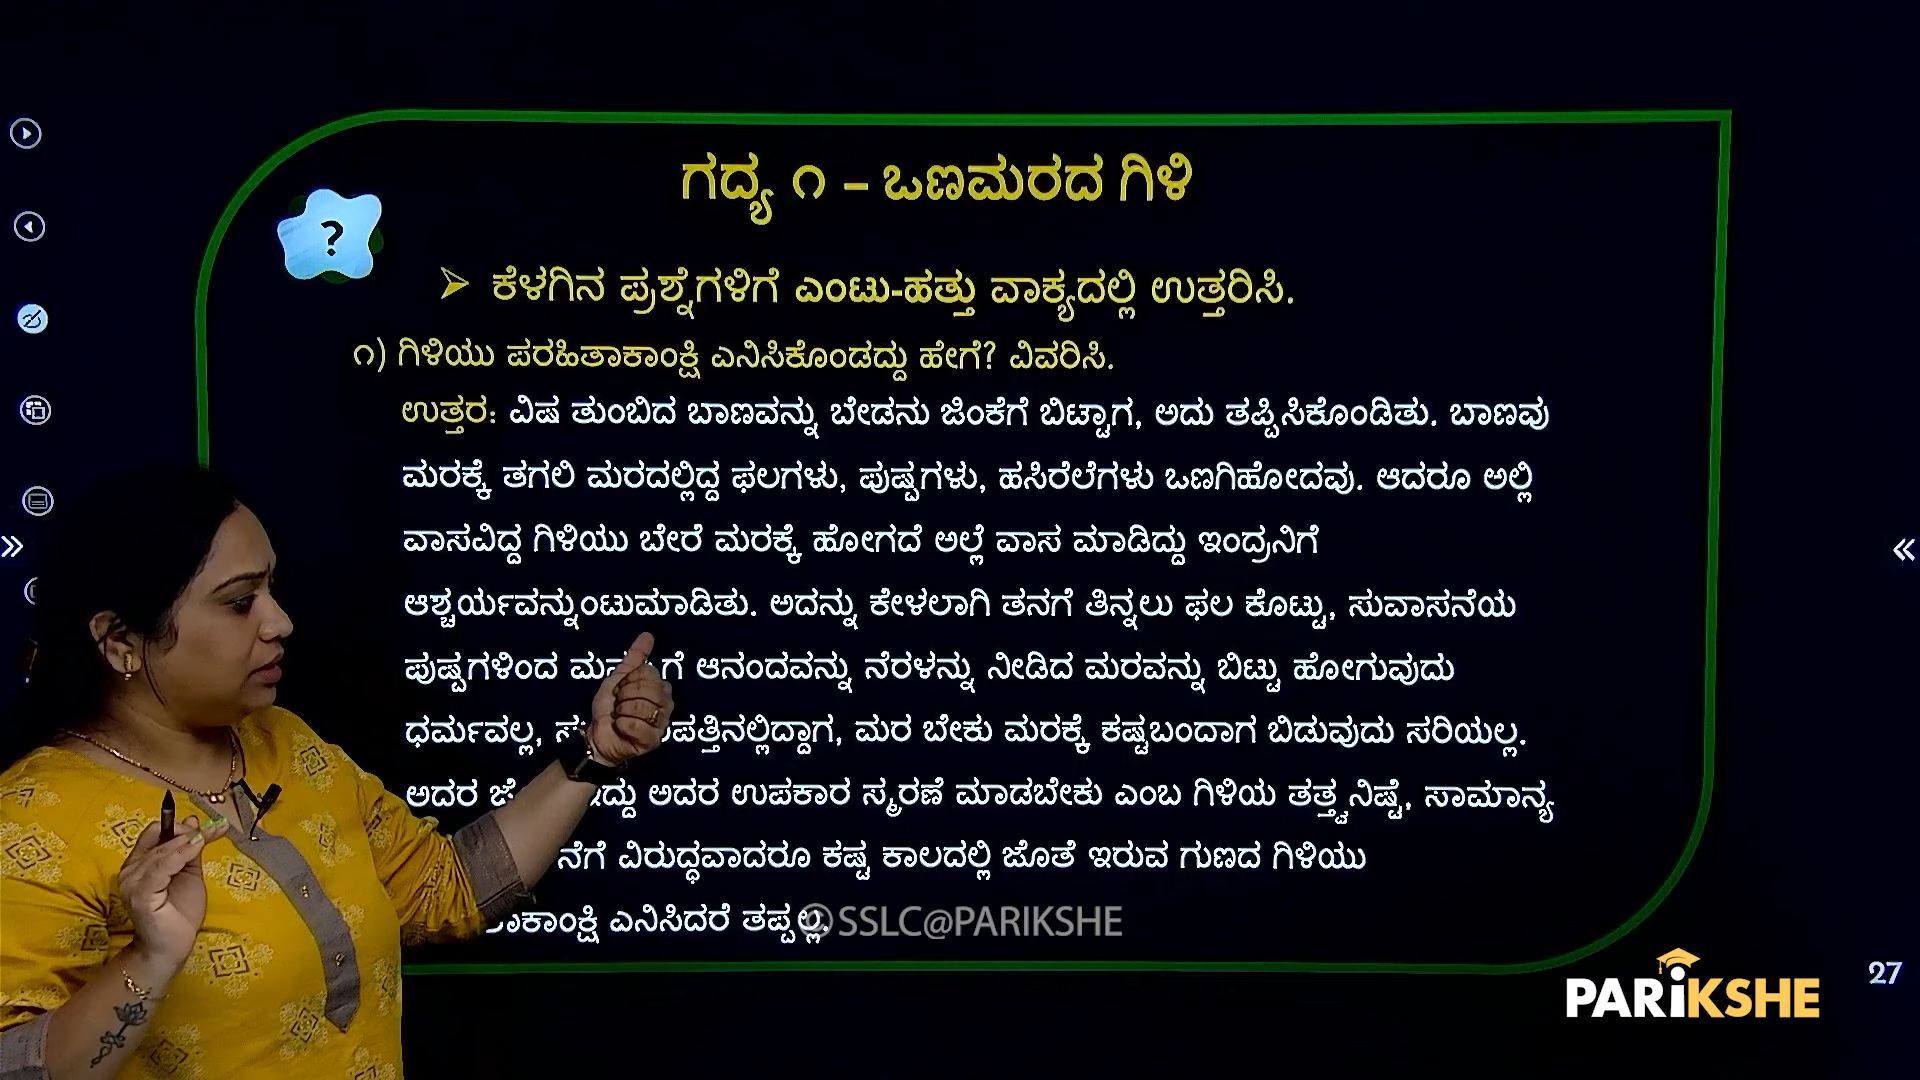 ಗದ್ಯ ೧ – ಒಣಮರದ ಗಿಳಿ
?
➢ ಕೆಳಗಿನ ಪ್ರಶ್ನೆಗಳಿಗೆ ಎಂಟು-ಹತ್ತು ವಾಕ್ಯದಲ್ಲಿ ಉತ್ತರಿಸಿ.
೧) ಗಿಳಿಯು ಪರಹಿತಾಕಾಂಕ್ಷಿ ಎನಿಸಿಕೊಂಡದ್ದು ಹೇಗೆ? ವಿವರಿಸಿ.
ಉತ್ತರ: ವಿಷ ತುಂಬಿದ ಬಾಣವನ್ನು ಬೇಡನು ಜಿಂಕೆಗೆ ಬಿಟ್ಟಾಗ, ಅದು ತಪ್ಪಿಸಿಕೊಂಡಿತು. ಬಾಣವು
ಮರಕ್ಕೆ ತಗಲಿ ಮರದಲ್ಲಿದ್ದ ಫಲಗಳು, ಪುಷ್ಪಗಳು, ಹಸಿರೆಲೆಗಳು ಒಣಗಿಹೋದವು. ಆದರೂ ಅಲ್ಲಿ
ವಾಸವಿದ್ದ ಗಿಳಿಯು ಬೇರೆ ಮರಕ್ಕೆ ಹೋಗದೆ ಅಲ್ಲೆ ವಾಸ ಮಾಡಿದ್ದು ಇಂದ್ರನಿಗೆ
ಆಶ್ಚರ್ಯವನ್ನುಂಟುಮಾಡಿತು. ಅದನ್ನು ಕೇಳಲಾಗಿ ತನಗೆ ತಿನ್ನಲು ಫಲ ಕೊಟ್ಟು, ಸುವಾಸನೆಯ
ಪುಷ್ಪಗಳಿಂದ ಆನಂದವನ್ನು ನೆರಳನ್ನು ನೀಡಿದ ಮರವನ್ನು ಬಿಟ್ಟು ಹೋಗುವುದು
ಧರ್ಮವಲ್ಲ, ಮರ ಬೇಕು ಮರಕ್ಕೆ ಕಷ್ಟಬಂದಾಗ ಬಿಡುವುದು ಸರಿಯಲ್ಲ.
ಅದರ ಅದರ ಉಪಕಾರ ಸ್ಮರಣೆ ಮಾಡಬೇಕು ಎಂಬ ಗಿಳಿಯ ತತ್ತ್ವನಿಷ್ಟೆ, ಸಾಮಾನ್ಯ
ವಿರುದ್ಧವಾದರೂ ಕಷ್ಟ ಕಾಲದಲ್ಲಿ ಜೊತೆ ಇರುವ ಗುಣದ ಗಿಳಿಯು
ಎನಿಸಿದರೆ ತಪ್ಪಲ್ಲ.
©SSLC@PARIKSHE
PARIKSHE
27